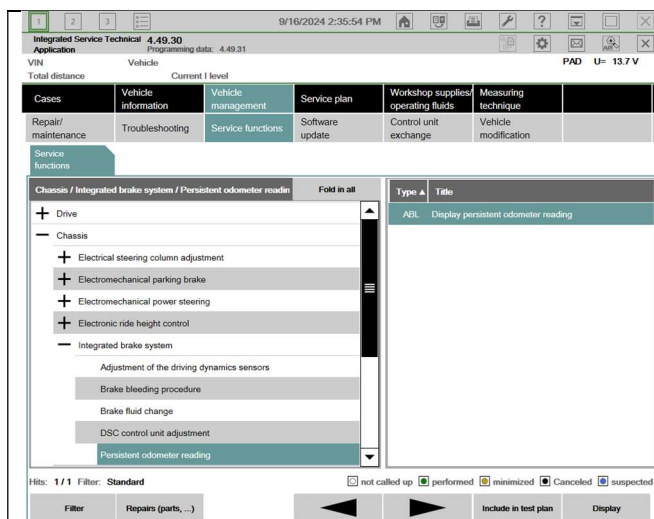 1 2 3 9/16/2024 2:35:54 PM ?
Integrated Service Technical Application 4.49.30
Programming data: 4.49.31
VIN Vehicle PAD U= 13.7 V
Total distance Current I level
Cases
Vehicle information
Vehicle management
Service plan
Workshop supplies/ operating fluids
Measuring technique
Repair/ maintenance
Troubleshooting
Service functions
Software update
Control unit exchange
Vehicle modification
Service functions
Chassis / Integrated brake system / Persistent odometer readin Fold in all Type Title
Drive
ABL Display persistent odometer reading
Chassis
Electrical steering column adjustment
Electromechanical parking brake
Electromechanical power steering
Electronic ride height control
Integrated brake system
Adjustment of the driving dynamics sensors
Brake bleeding procedure
Brake fluid change
DSC control unit adjustment
Persistent odometer reading
Hits: 1 / 1 Filter: Standard not called up performed minimized Canceled suspected
Filter Repairs (parts, ...) Include in test plan Display